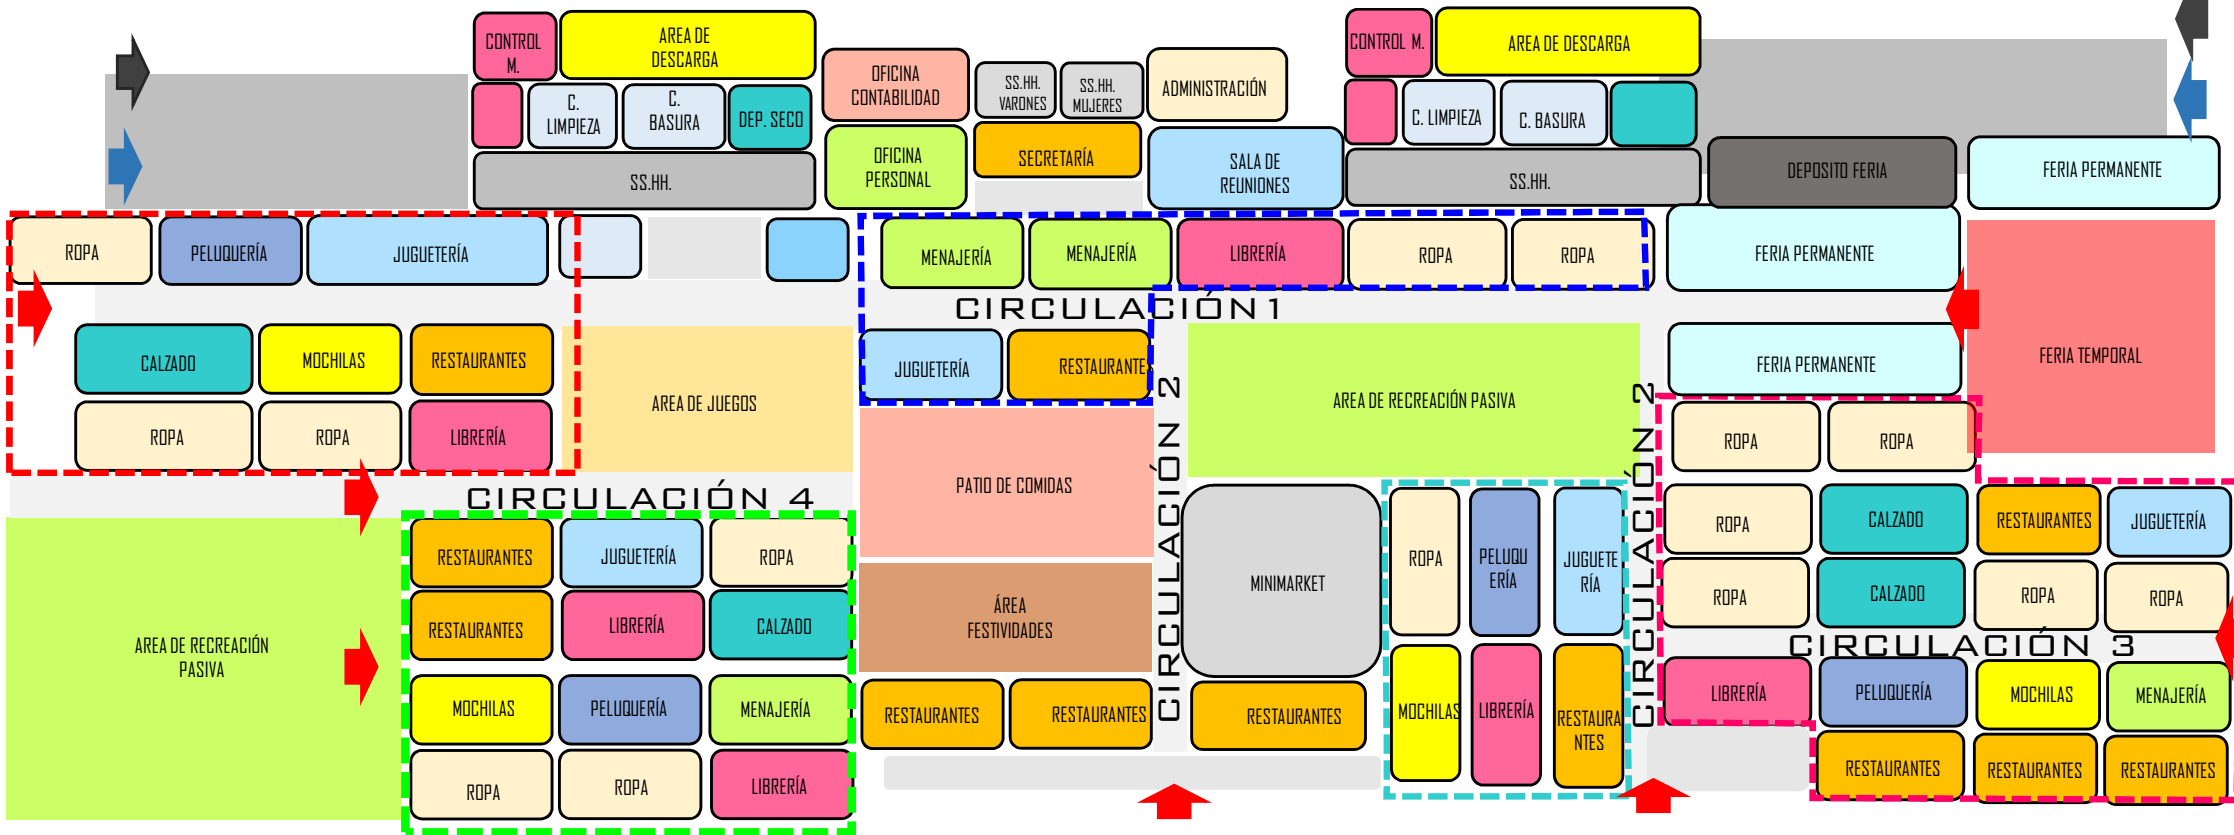 CONTROL
M.
AREA DE
DESCARGA
OFICINA
CONTABILIDAD
SS.HH.
VARONES
SS.HH.
MUJERES
ADMINISTRACIÓN
CONTROL M.
AREA DE DESCARGA
C.
LIMPIEZA
C.
BASURA
DEP. SECO
C. LIMPIEZA
C. BASURA
OFICINA
PERSONAL
SECRETARÍA
SALA DE
REUNIONES
SS.HH.
SS.HH.
DEPOSITO FERIA
FERIA PERMANENTE
ROPA
PELUQUERÍA
JUGUETERÍA
MENAJERÍA
MENAJERÍA
LIBRERÍA
ROPA
ROPA
FERIA PERMANENTE
CIRCULACIÓN 1
CALZADO
MOCHILAS
RESTAURANTES
JUGUETERÍA
RESTAURANTE
FERIA PERMANENTE
FERIA TEMPORAL
AREA DE JUEGOS
AREA DE RECREACIÓN PASIVA
CIRCULACIÓN 2
CIRCULACIÓN 2
ROPA
ROPA
LIBRERÍA
ROPA
ROPA
PATIO DE COMIDAS
CIRCULACIÓN 4
ROPA
CALZADO
RESTAURANTES
JUGUETERÍA
RESTAURANTES
JUGUETERÍA
ROPA
MINIMARKET
ROPA
PELUQU
ERÍA
JUGUETE
RÍA
ROPA
CALZADO
ROPA
ROPA
RESTAURANTES
LIBRERÍA
CALZADO
ÁREA
FESTIVIDADES
CIRCULACIÓN 3
AREA DE RECREACIÓN
PASIVA
MOCHILAS
PELUQUERÍA
MENAJERÍA
RESTAURANTES
RESTAURANTES
RESTAURANTES
MOCHILAS
LIBRERÍA
RESTAURA
NTES
LIBRERÍA
PELUQUERÍA
MOCHILAS
MENAJERÍA
ROPA
ROPA
LIBRERÍA
RESTAURANTES
RESTAURANTES
RESTAURANTES